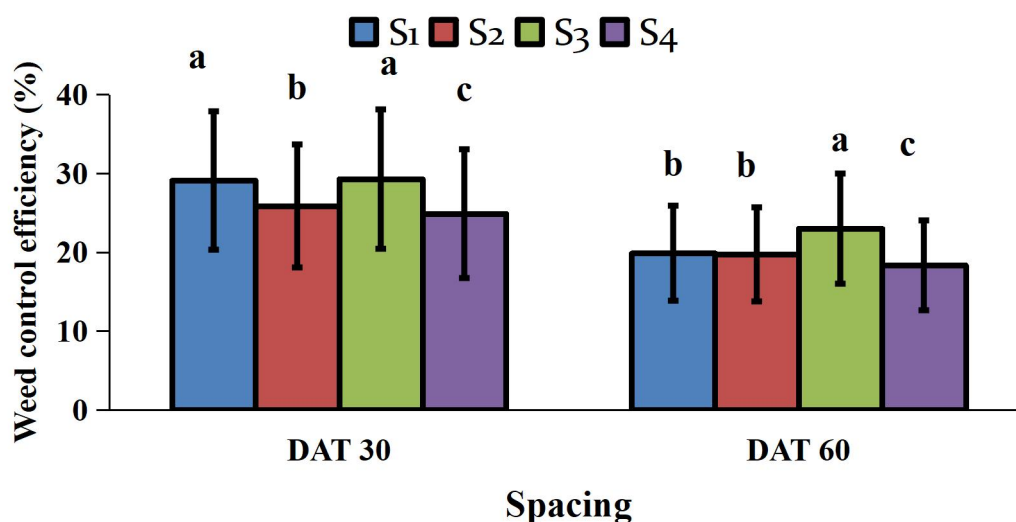 S1 S2 S3 S4
Weed control efficiency (%)
40
30
20
10
0
a b a c
b b a c
DAT 30 DAT 60
Spacing